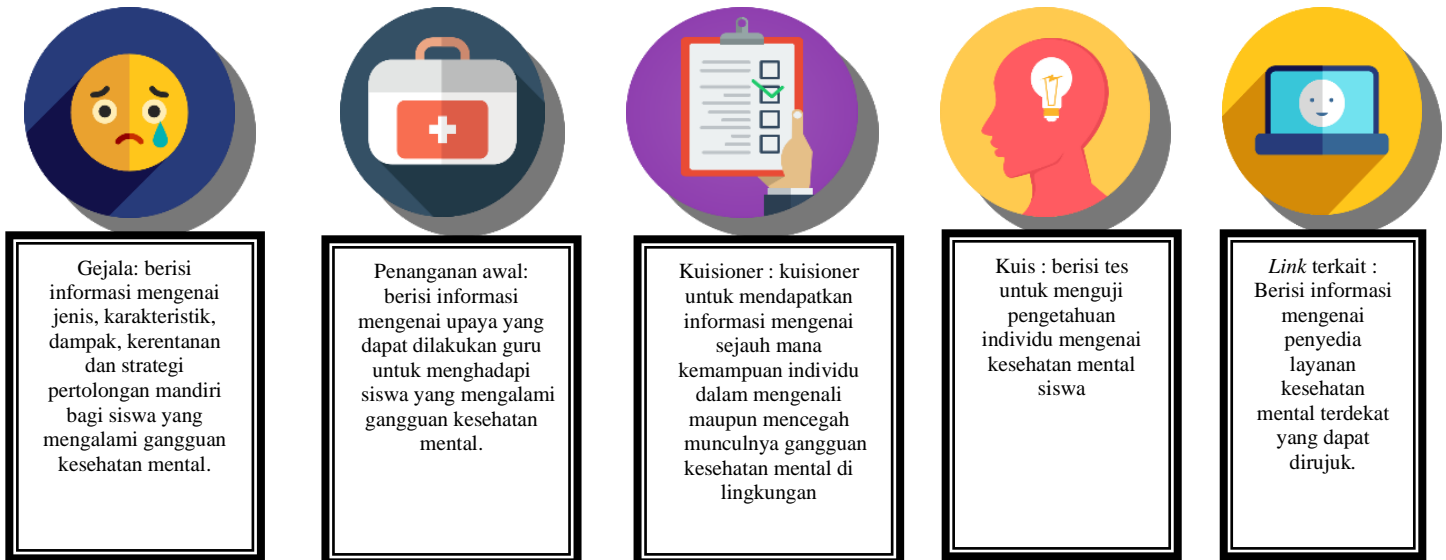 Gejala: berisi
informasi mengenai
jenis, karakteristik,
dampak, kerentanan
dan strategi
pertolongan mandiri
bagi siswa yang
mengalami gangguan
kesehatan mental.
Penanganan awal:
berisi informasi
mengenai upaya yang
dapat dilakukan guru
untuk menghadapi
siswa yang mengalami
gangguan kesehatan
mental.
Kuisioner : kuisioner
untuk mendapatkan
informasi mengenai
sejauh mana
kemampuan individu
dalam mengenali
maupun mencegah
munculnya gangguan
kesehatan mental di
lingkungan
Kuis : berisi tes
untuk menguji
pengetahuan
individu mengenai
kesehatan mental
siswa
Link terkait :
Berisi informasi
mengenai
penyedia
layanan
kesehatan
mental terdekat
yang dapat
dirujuk.